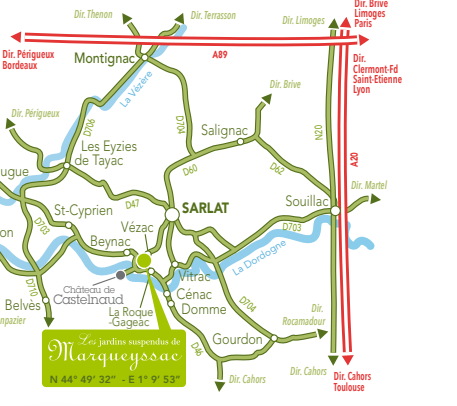 Dir. Brive
Limoges
Paris
Dir. Thenon
Dir. Terrasson
Dir. Limoges
Dir. Périgueux
Bordeaux
Montignac
A89
Dir.
Clermont-Fd
Saint-Etienne
Lyon
La Vézère
Dir. Brive
Dir. Périgueux
D706
D704
Salignac
N20
Les Eyzies
de Tayac
A20
D60
D62
ugue
Dir. Martel
D47
SARLAT
Souillac
St-Cyprien
D703
Vézac
D703
on
Beynac
La Dordogne
Vitrac
D710
Château de
Castelnaud
Cénac
Domme
Belvès
La Roque
-Gageac
D704
Dir.
Rocamadour
npazier
Les jardins suspendus de
Marqueyssac
Gourdon
D46
N 44° 49' 32" - E 1° 9' 53"
Dir. Cahors
Dir. Cahors
Dir. Cahors
Toulouse